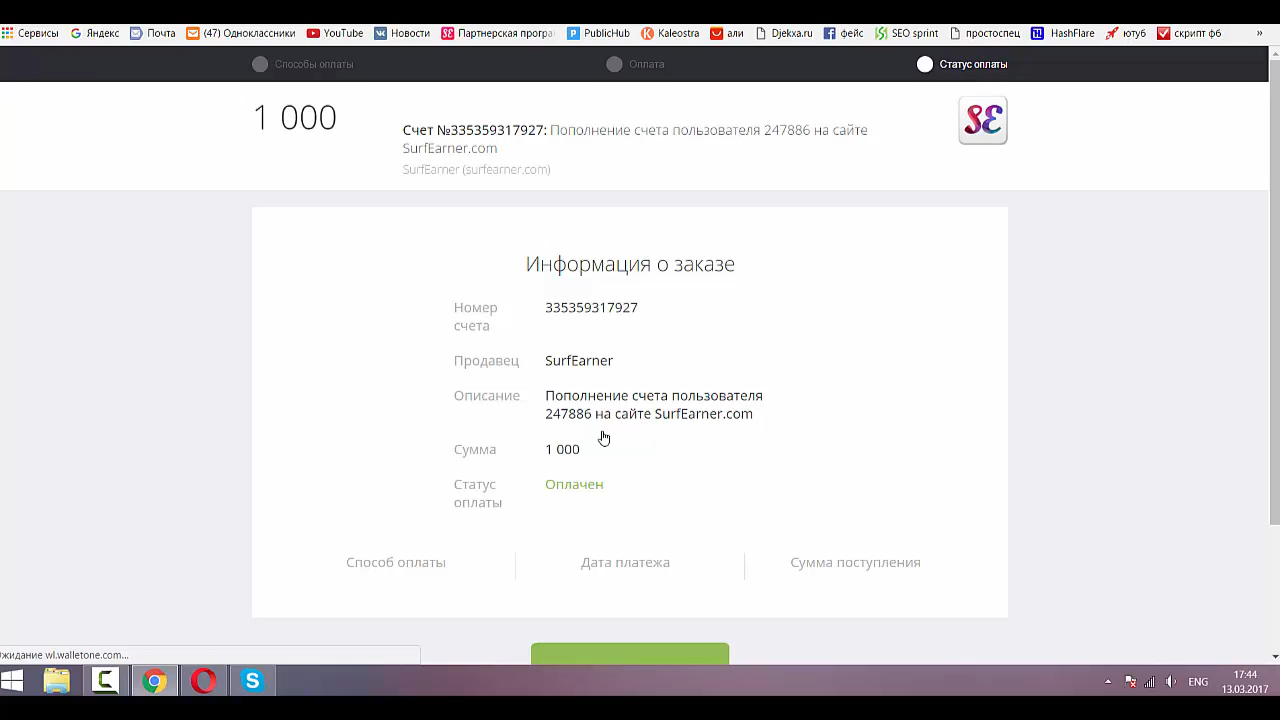 Сервисы Яндекс Почта (47) Одноклассники YouTube Новости Партнерская програ PublicHub Kaleostra али Djekka.ru фейс SEO sprint простоспец HashFlare ютуб скрипт фб »
Способы оплаты Оплата Статус оплаты
1 000
Счет №335359317927: Пополнение счета пользователя 247886 на сайте
SurfEarner.com
SurfEarner (surfearner.com)
SE
Информация о заказе
Номер счета 335359317927
Продавец SurfEarner
Описание Пополнение счета пользователя
247886 на сайте SurfEarner.com
Сумма 1 000
Статус оплаты Оплачен
Способ оплаты Дата платежа Сумма поступления
Ожидание wl.walletone.com...
ENG 17:44
13.03.2017